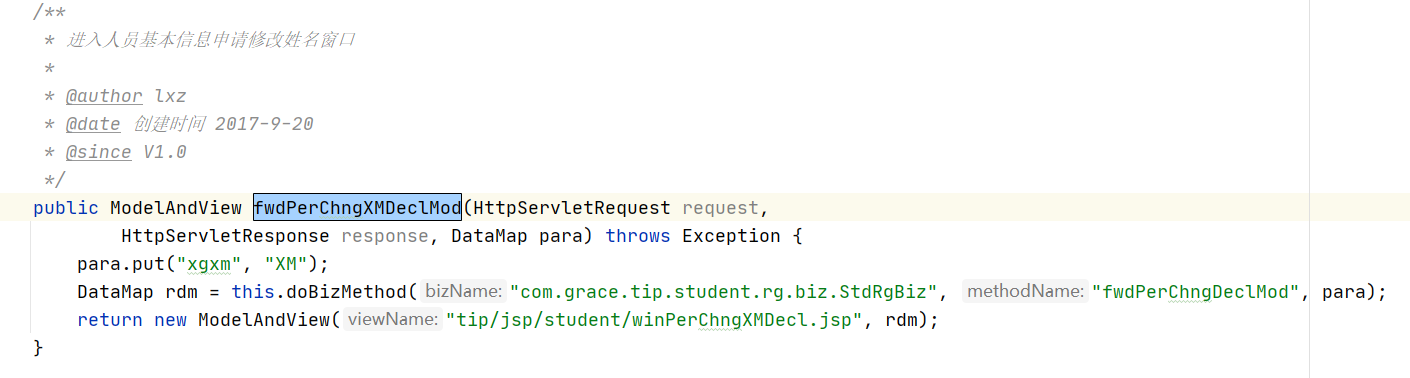 /**
 * 进入人员基本信息申请修改姓名窗口
 *
 * @author lxz
 * @date 创建时间 2017-9-20
 * @since V1.0
 */
public ModelAndView fwdPerChngXMDeclMod(HttpServletRequest request,
        HttpServletResponse response, DataMap para) throws Exception {
    para.put("xgxm", "XM");
    DataMap rdm = this.doBizMethod( bizName: "com.grace.tip.student.rg.biz.StdRgBiz", methodName: "fwdPerChngDeclMod", para);
    return new ModelAndView( viewName: "tip/jsp/student/winPerChngXMDecl.jsp", rdm);
}